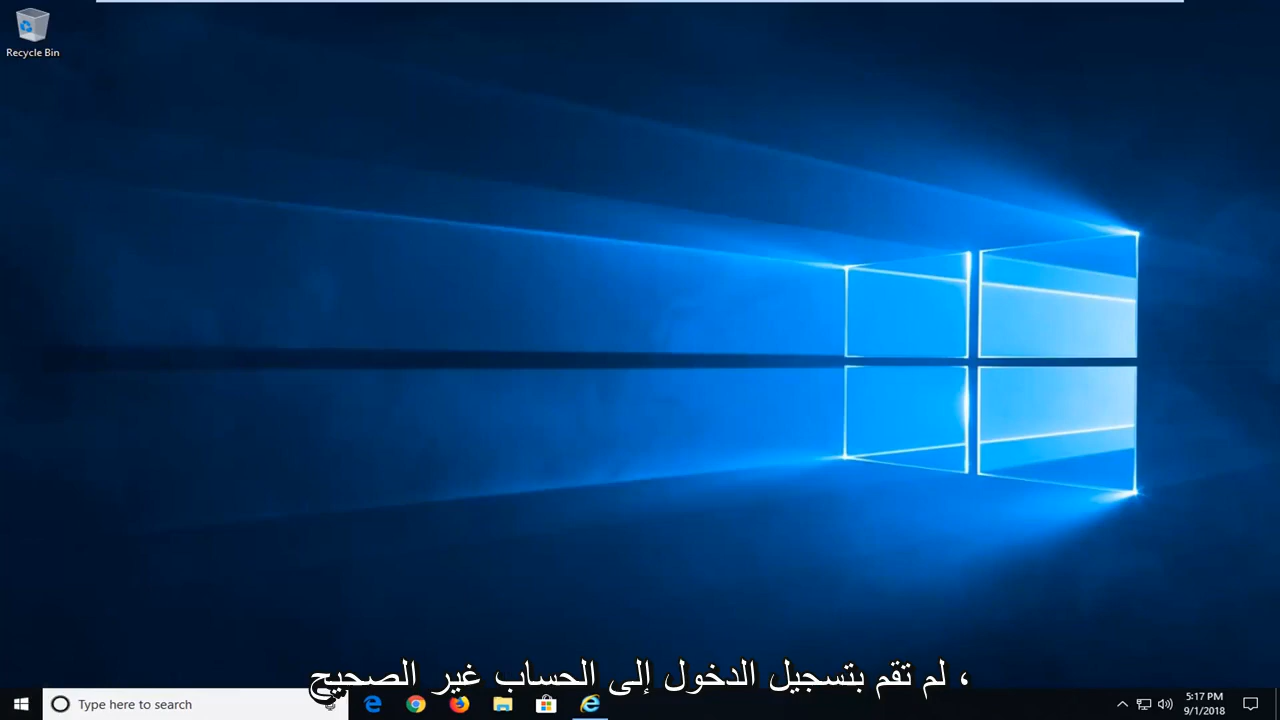 Recycle Bin
، لم تقم بتسجيل الدخول إلى الحساب غير الصحيح
Type here to search
5:17 PM
9/1/2018